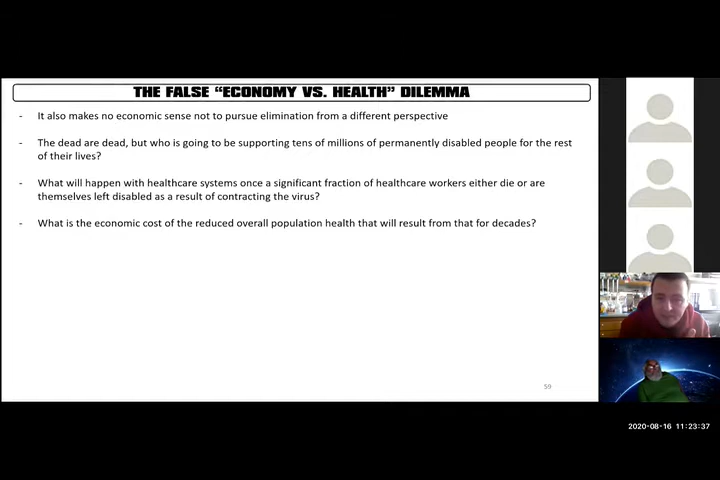 THE FALSE “ECONOMY VS. HEALTH” DILEMMA
- It also makes no economic sense not to pursue elimination from a different perspective
- The dead are dead, but who is going to be supporting tens of millions of permanently disabled people for the rest
of their lives?
- What will happen with healthcare systems once a significant fraction of healthcare workers either die or are
themselves left disabled as a result of contracting the virus?
- What is the economic cost of the reduced overall population health that will result from that for decades?
59
2020-08-16 11:23:37